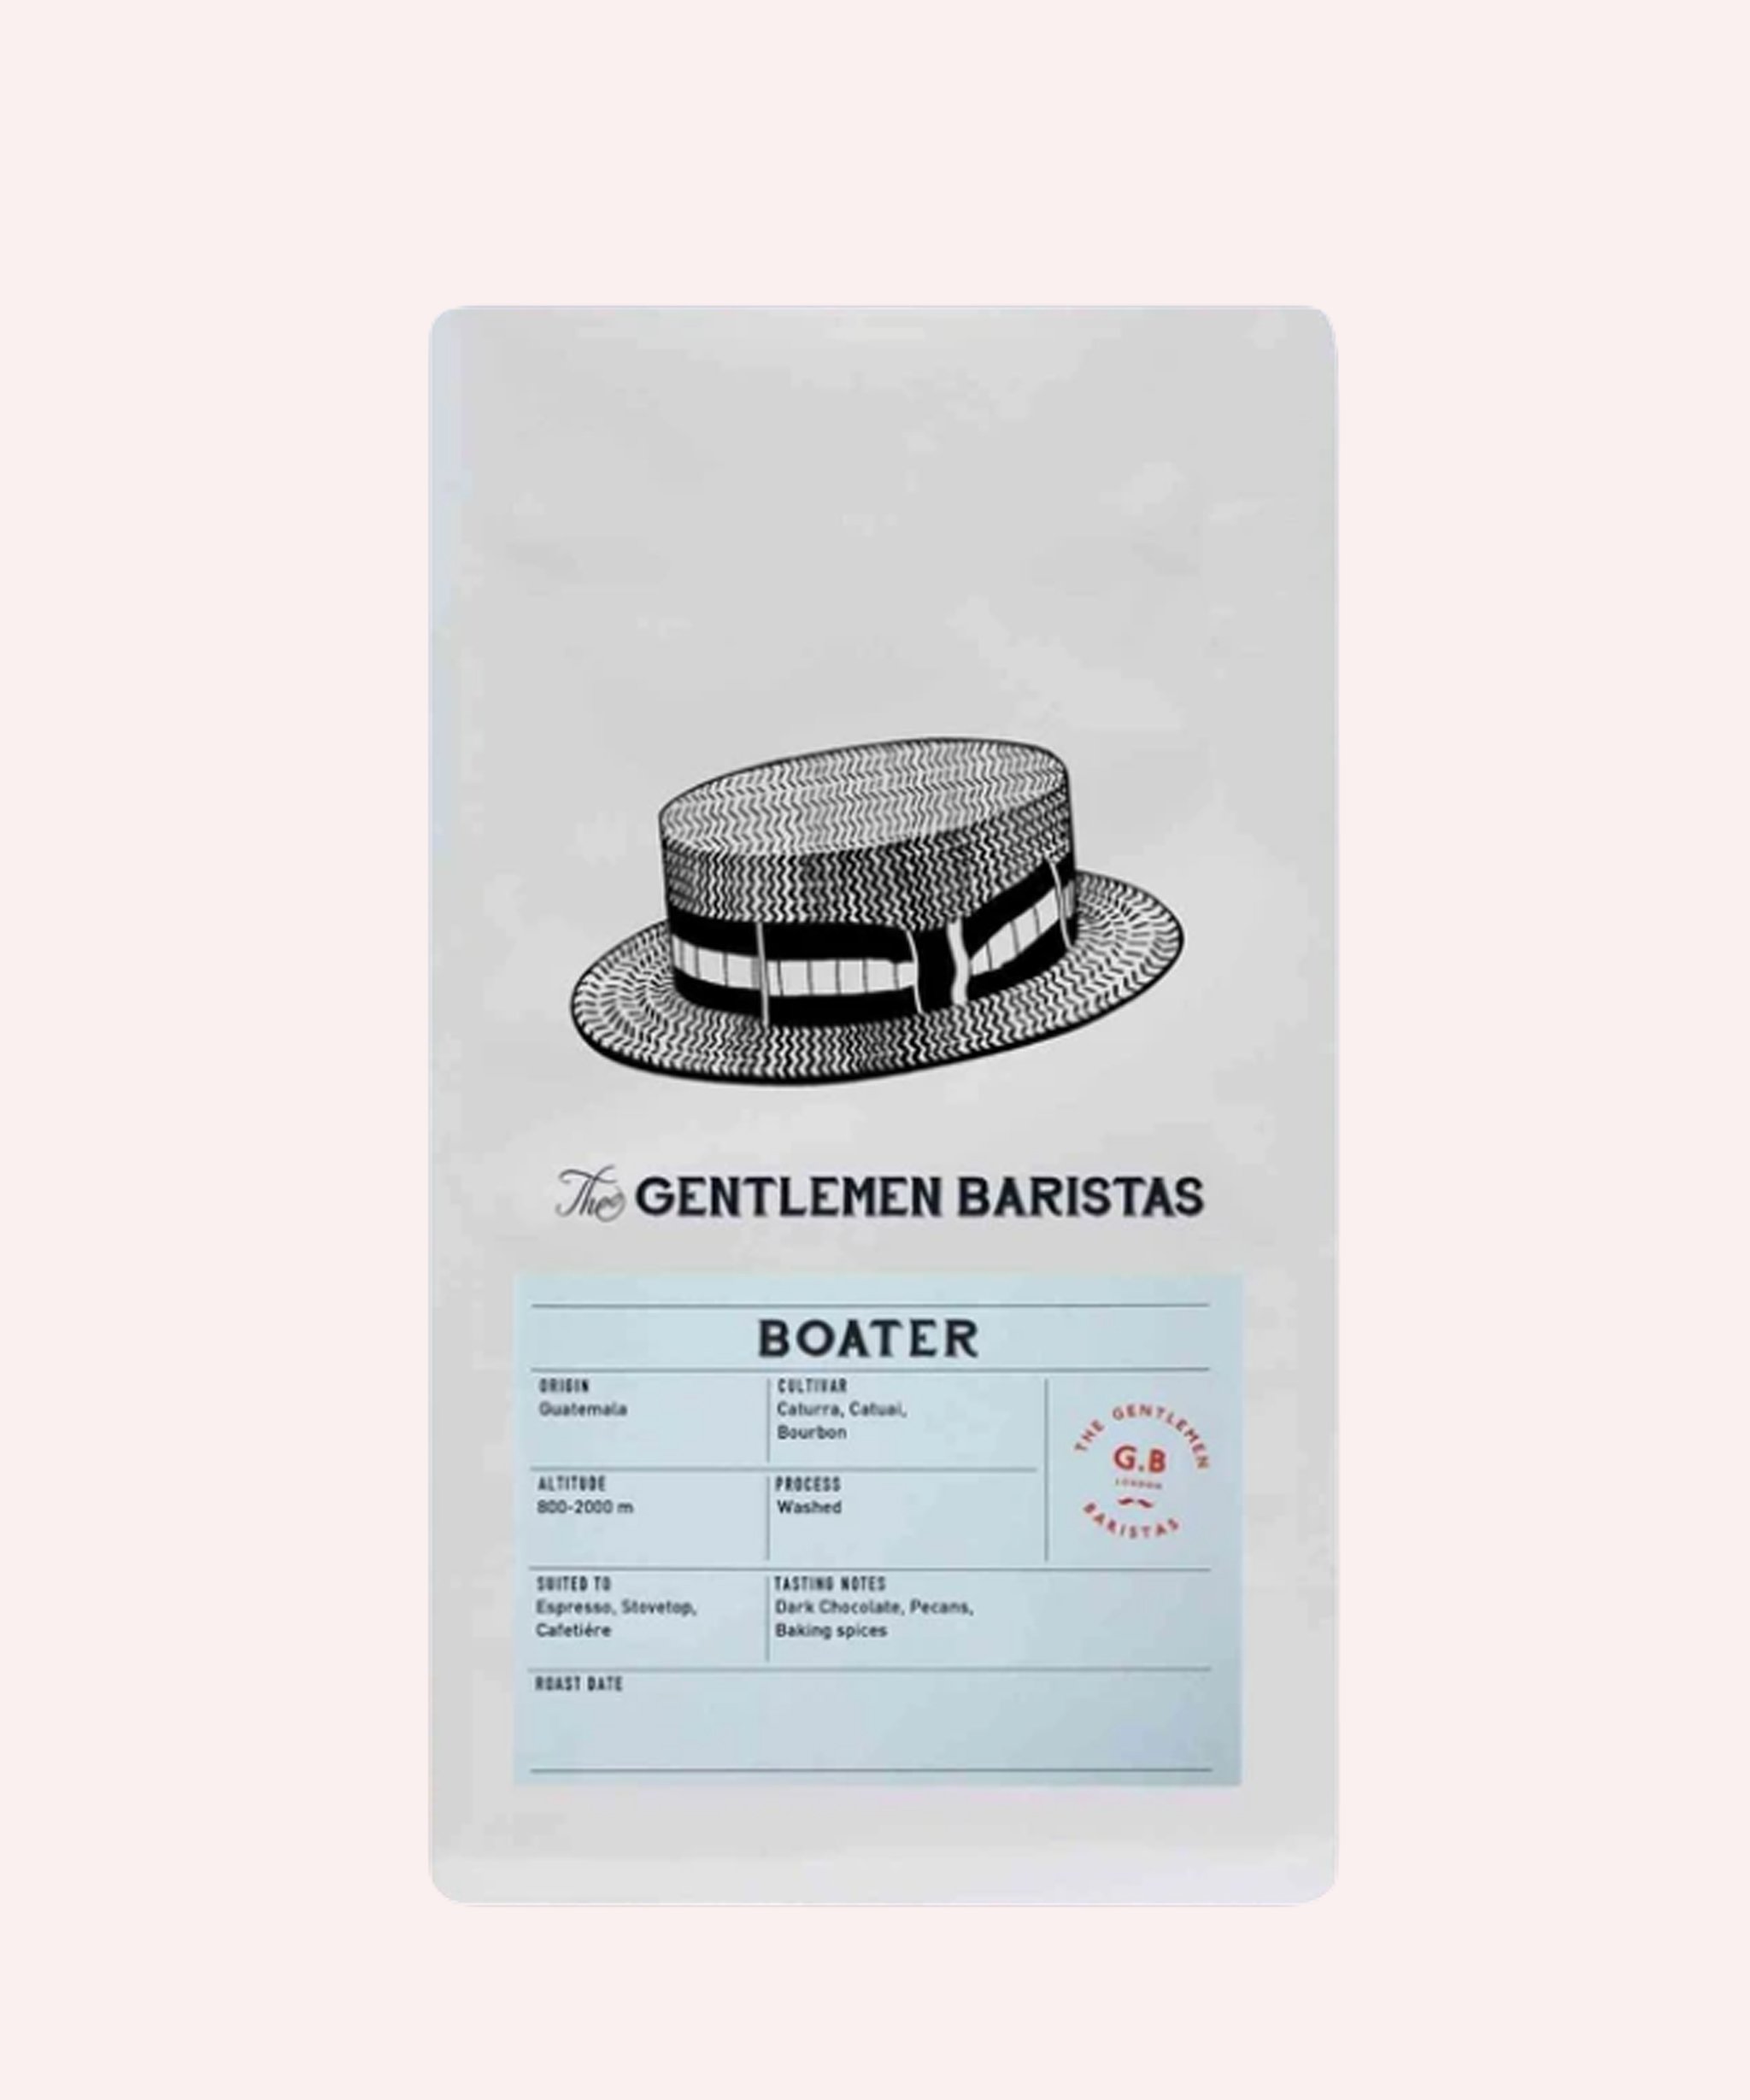 The GENTLEMEN BARISTAS
BOATER
ORIGIN
Guatemala
CULTIVAR
Caturra, Catuai,
Bourbon
THE GENTLEMEN
G.B
LONDON
BARISTAS
ALTITUDE
800-2000 m
PROCESS
Washed
SUITED TO
Espresso, Stovetop,
Cafetiére
TASTING NOTES
Dark Chocolate, Pecans,
Baking spices
ROAST DATE